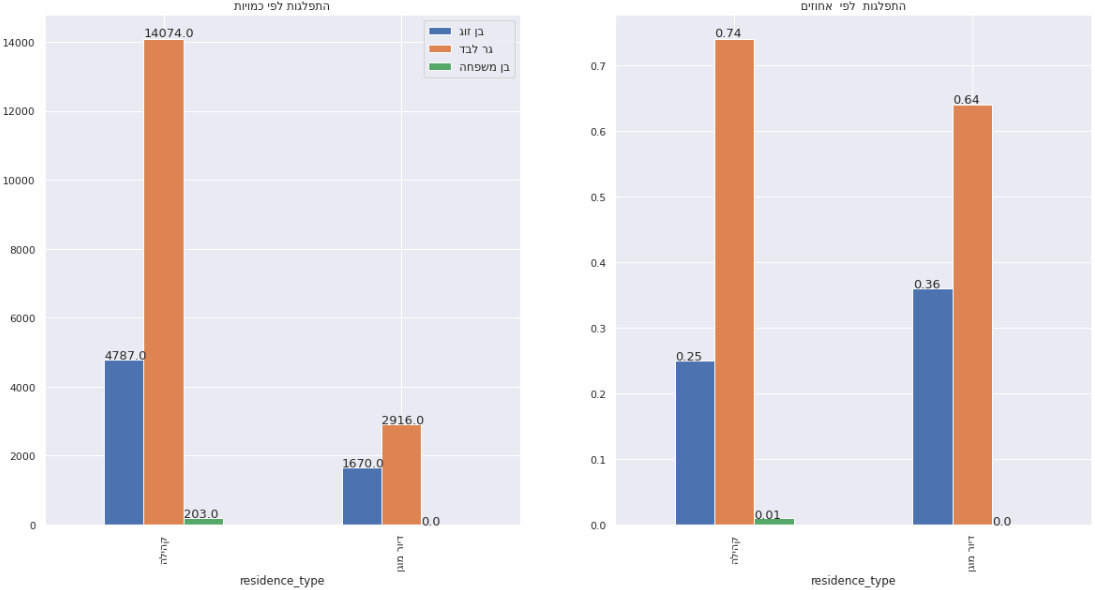 התפלגות לפי כמויות
14000
12000
10000
8000
6000
4000
2000
0
14074.0
4787.0
203.0
1670.0
2916.0
0.0
בן זוג
גר לבד
בן משפחה
קהילה
דיור מוגן
residence_type
התפלגות לפי אחוזים
0.7
0.6
0.5
0.4
0.3
0.2
0.1
0.0
0.74
0.25
0.01
0.64
0.36
0.0
קהילה
דיור מוגן
residence_type